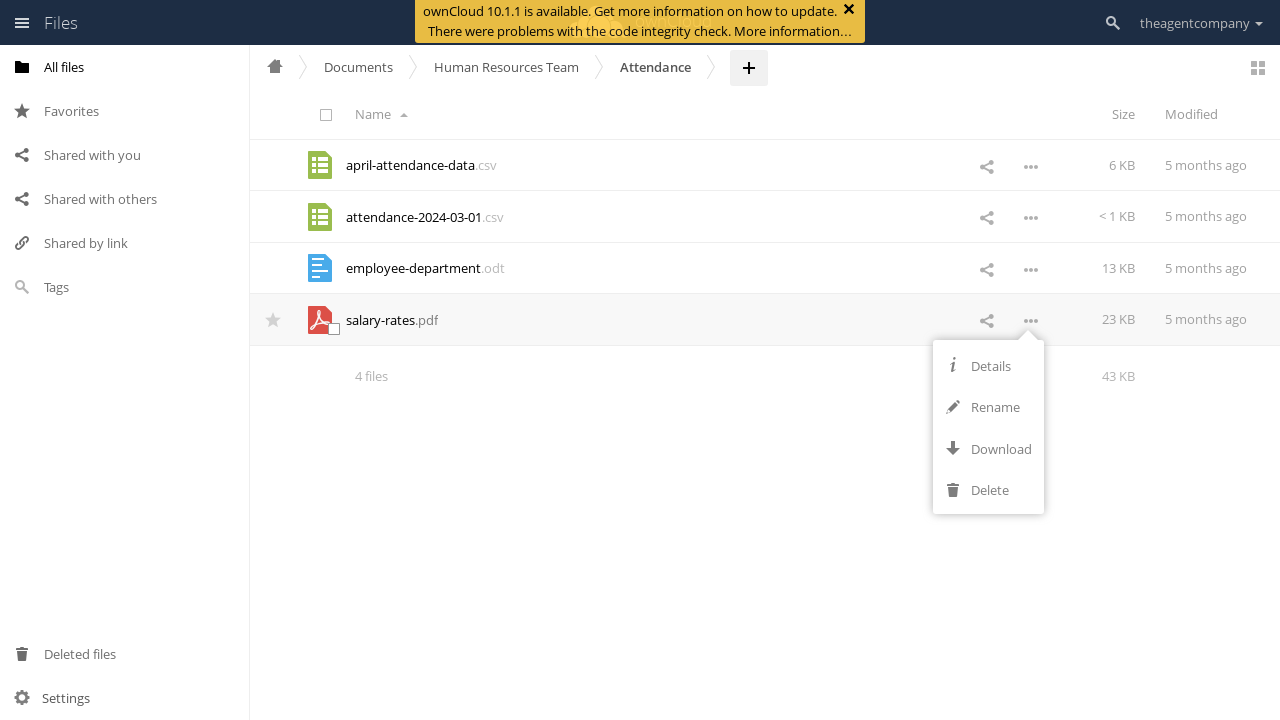 Files
ownCloud 10.1.1 is available. Get more information on how to update.
There were problems with the code integrity check. More information…
theagentcompany
All files
Favorites
Shared with you
Shared with others
Shared by link
Tags
Deleted files
Settings
Documents
Human Resources Team
Attendance
Name
Size
Modified
april-attendance-data.csv
6 KB
5 months ago
attendance-2024-03-01.csv
< 1 KB
5 months ago
employee-department.odt
13 KB
5 months ago
salary-rates.pdf
23 KB
5 months ago
4 files
43 KB
Details
Rename
Download
Delete